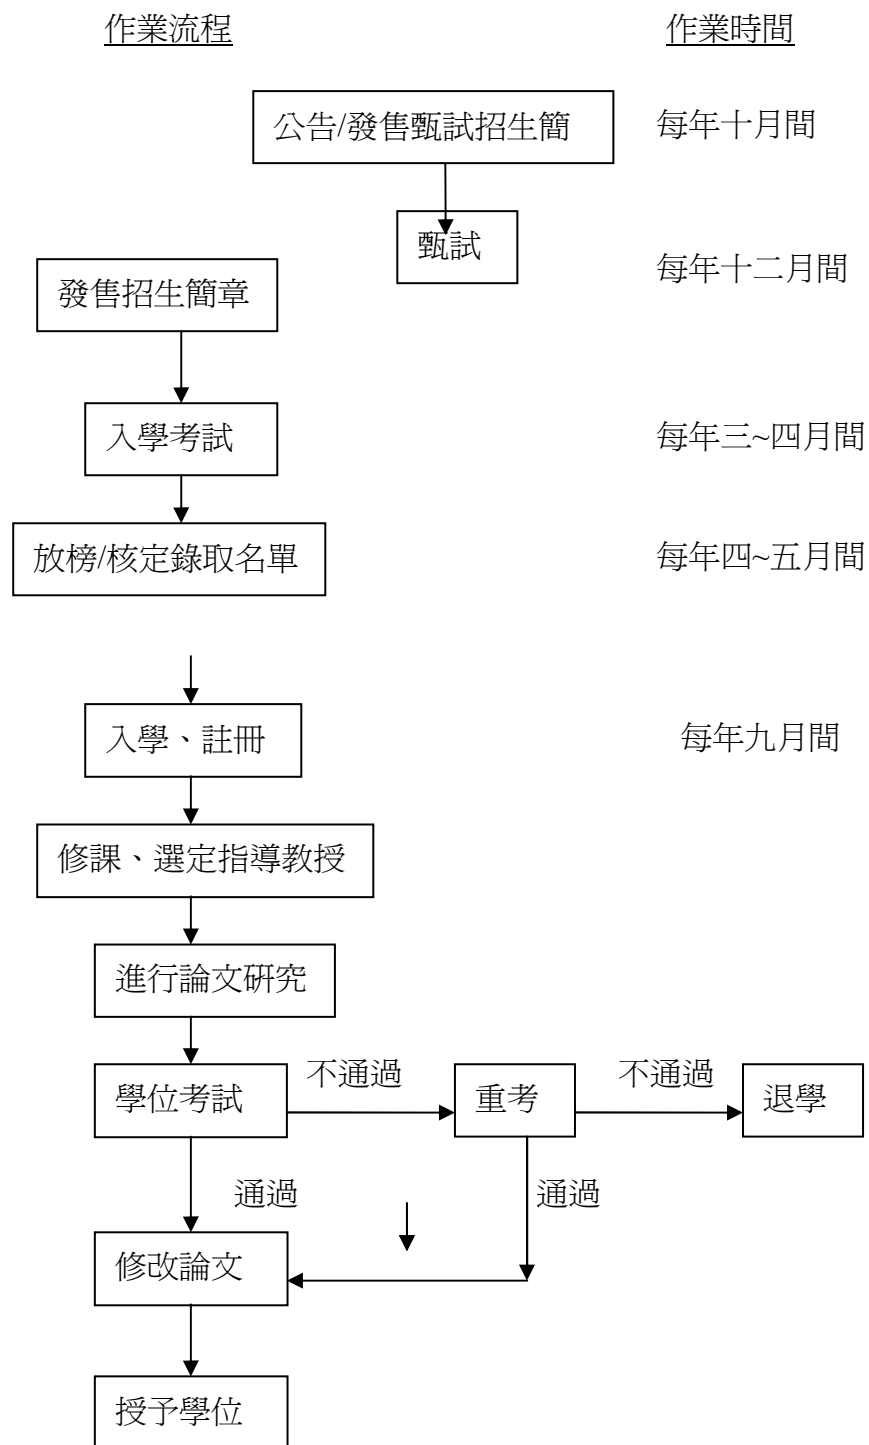 作業流程 作業時間
公告/發售甄試招生簡 每年十月間
甄試 每年十二月間
發售招生簡章
入學考試 每年三~四月間
放榜/核定錄取名單 每年四~五月間
入學、註冊 每年九月間
修課、選定指導教授
進行論文研究
不通過 不通過
學位考試 重考 退學
通過 通過
修改論文
授予學位